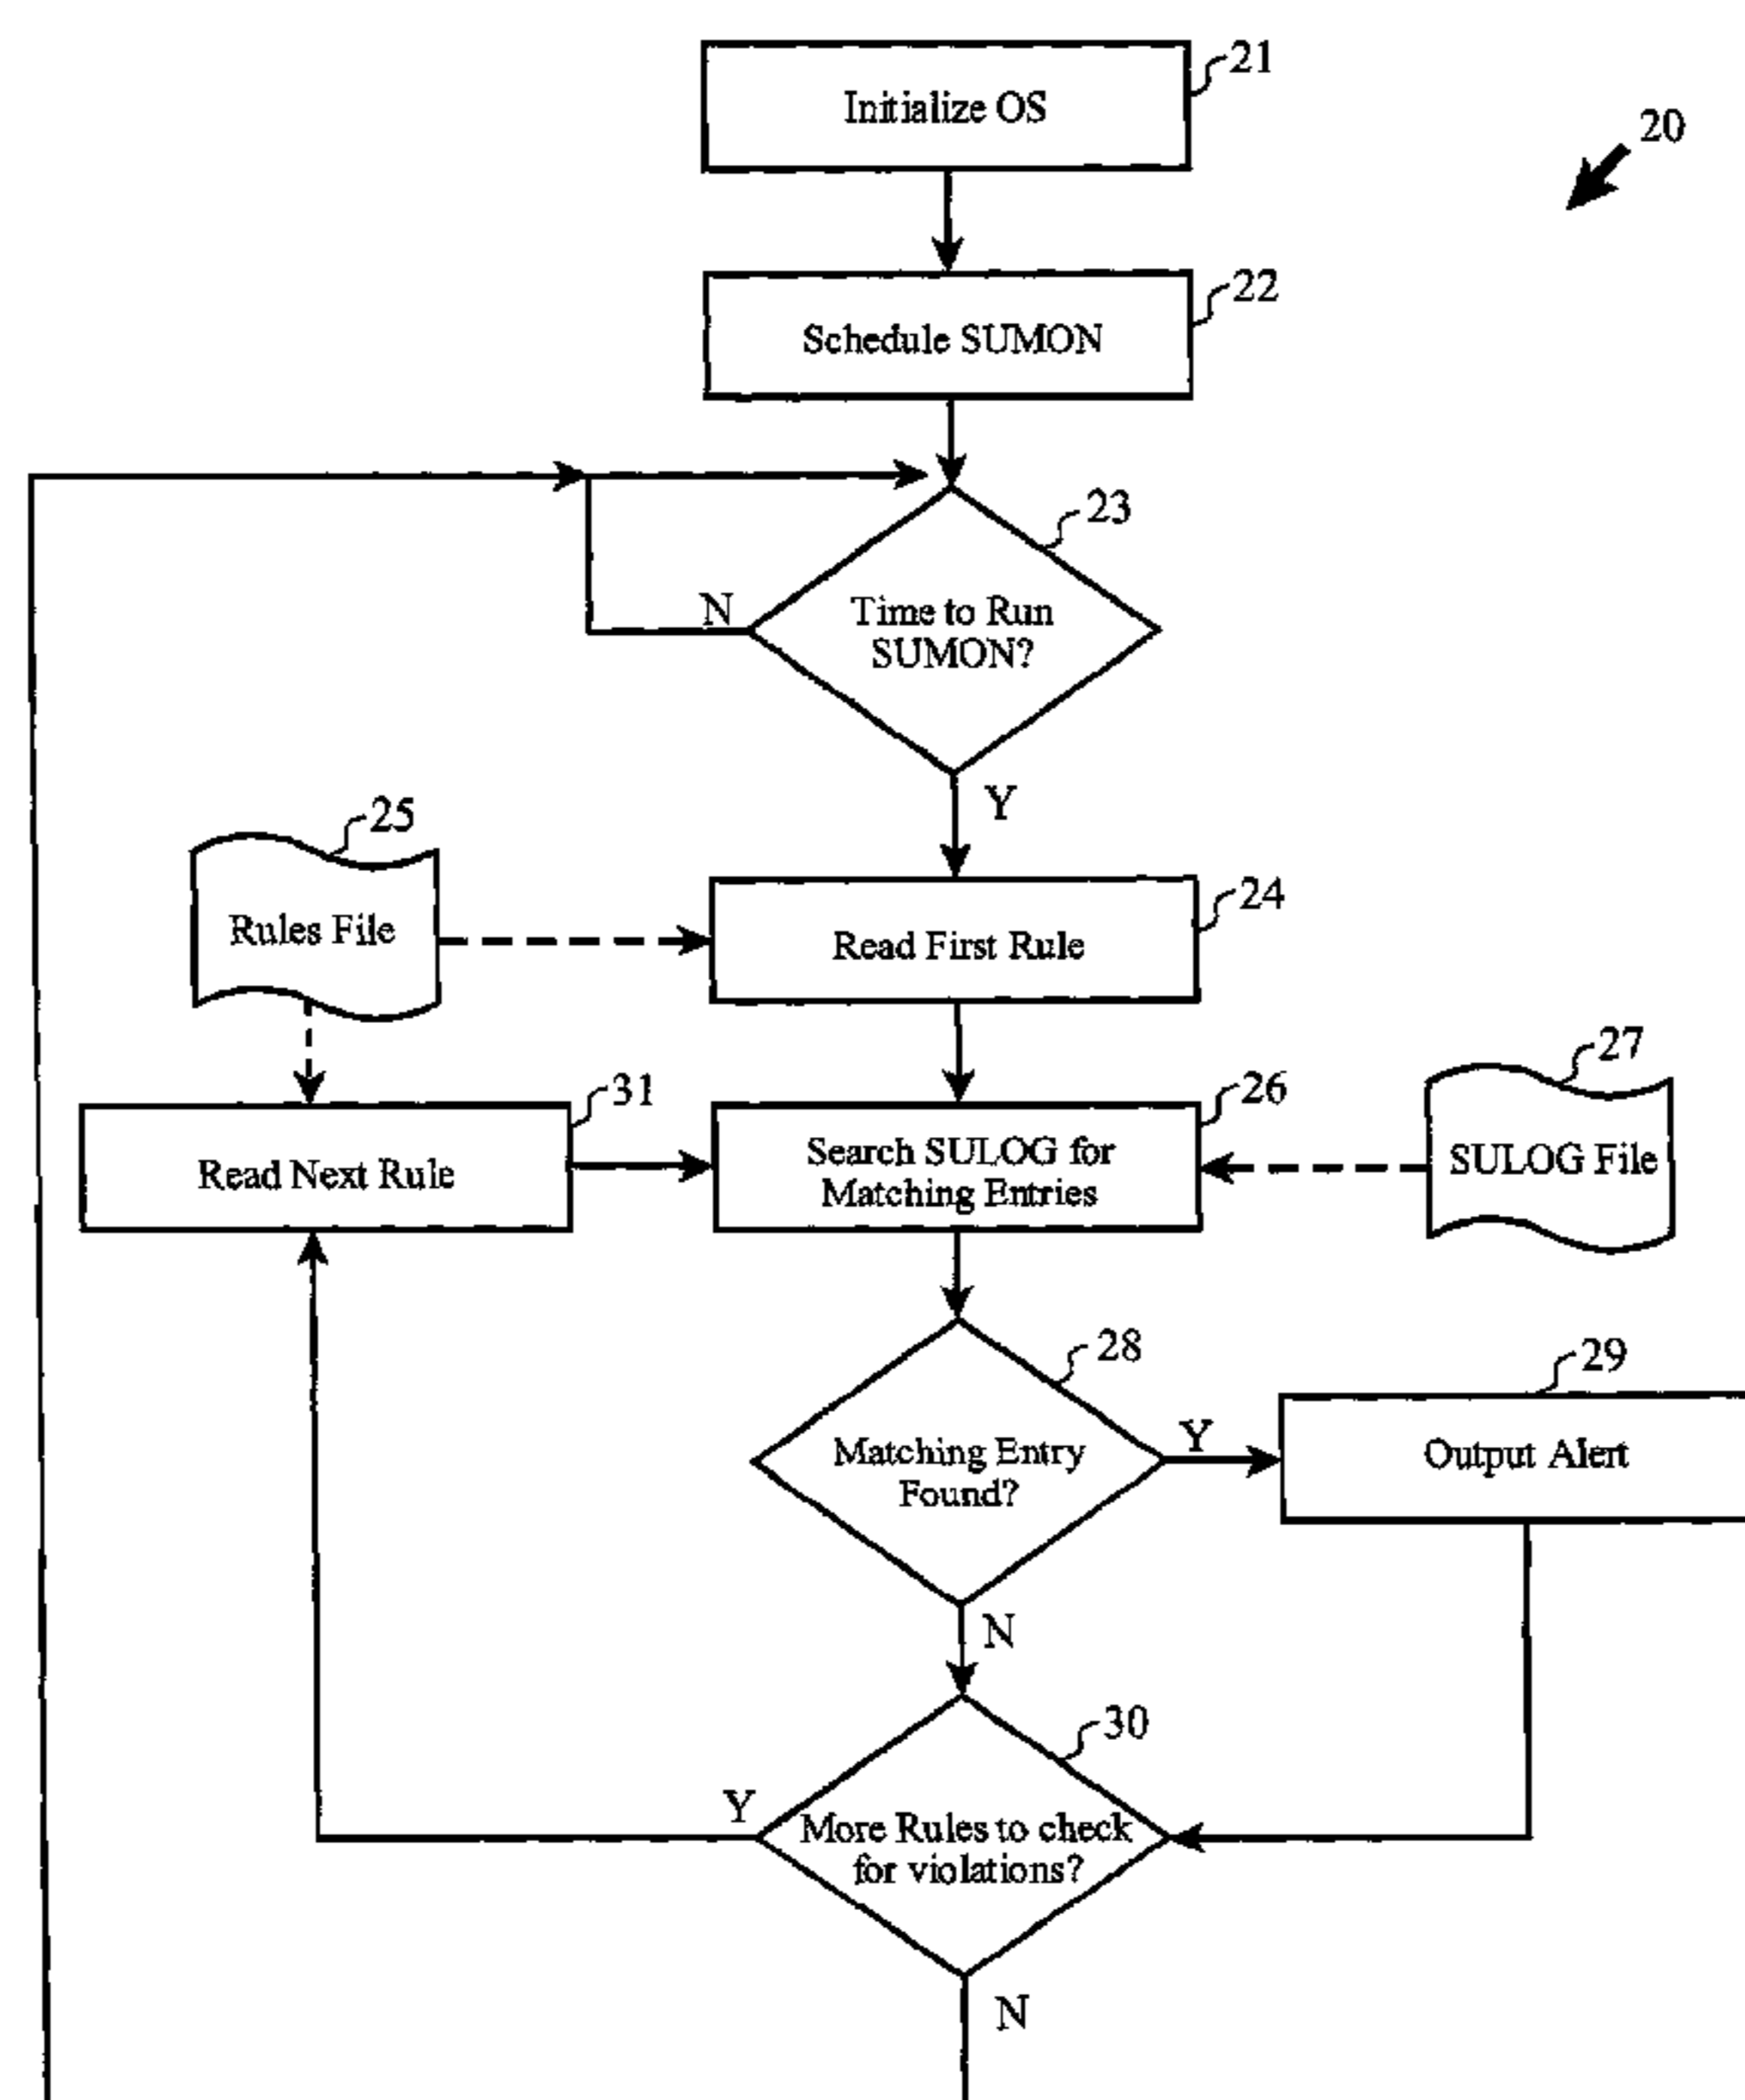 21
Initialize OS
20
22
Schedule SUMON
23
N
Time to Run
SUMON?
Y
25
Rules File
24
Read First Rule
27
SULOG File
31
Read Next Rule
26
Search SULOG for
Matching Entries
28
Matching Entry
Found?
Y
29
Output Alert
N
30
Y
More Rules to check
for violations?
N